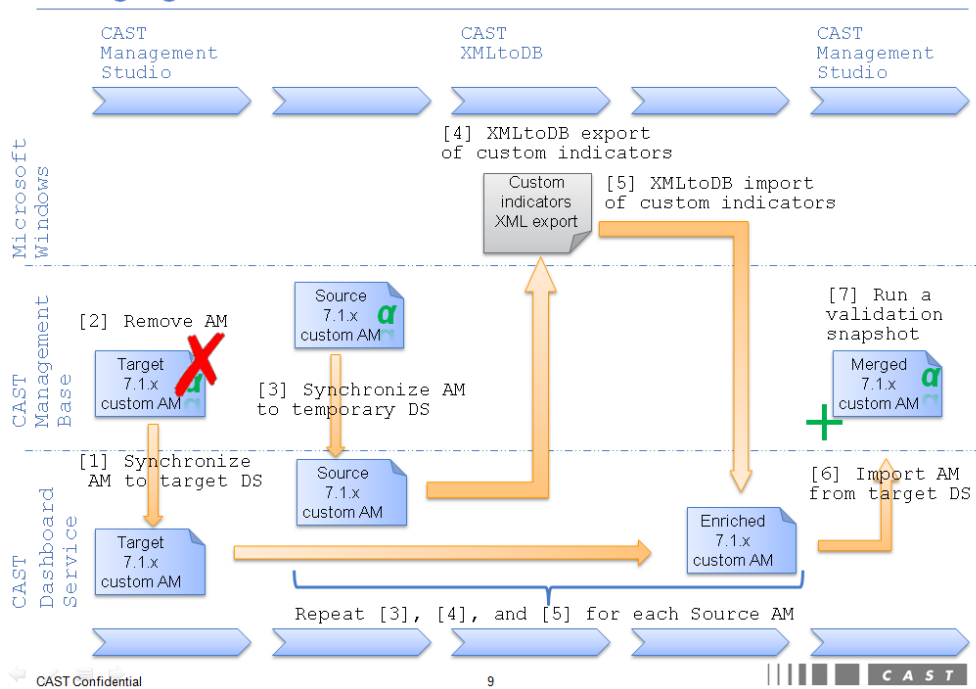 CAST
Management
Studio
CAST
XMLtoDB
CAST
Management
Studio
Microsoft
Windows
[4] XMLtoDB export
of custom indicators
Custom
indicators
XML export
[5] XMLtoDB import
of custom indicators
CAST
Management
Base
[2] Remove AM
Target
7.1.x
custom AM
α
Source
7.1.x
custom AM
α
[3] Synchronize AM
to temporary DS
[7] Run a
validation
snapshot
Merged
7.1.x
custom AM
α
CAST
Dashboard
Service
[1] Synchronize
AM to target DS
Target
7.1.x
custom AM
Source
7.1.x
custom AM
Enriched
7.1.x
custom AM
[6] Import AM
from target DS
Repeat [3], [4], and [5] for each Source AM
CAST Confidential
9
CAST